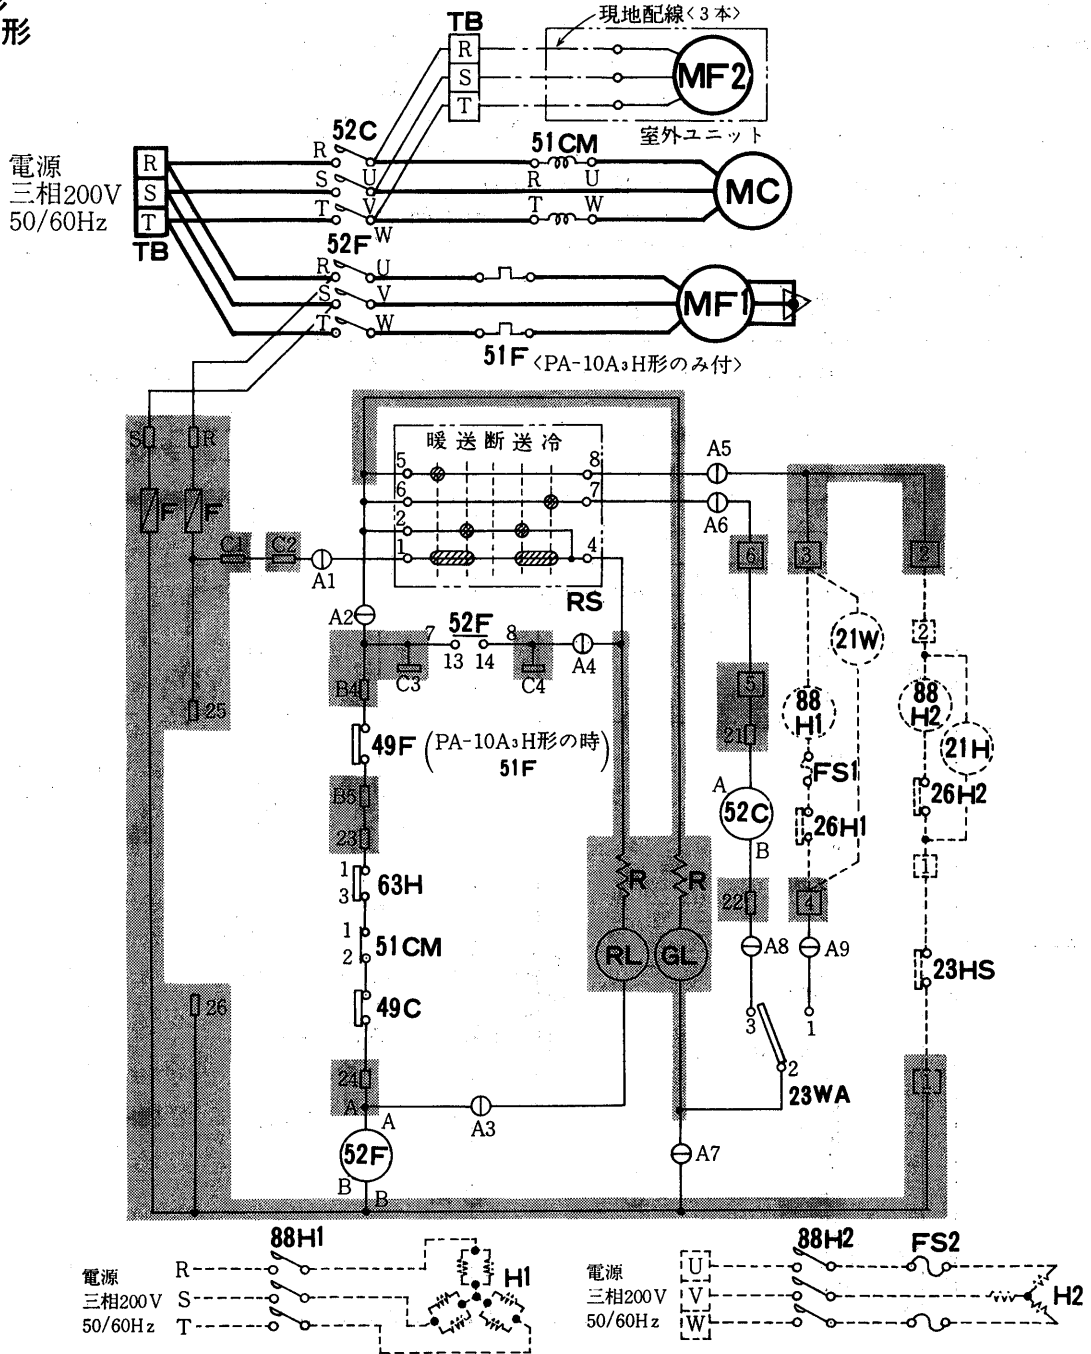 形
TB
現地配線〈3本〉
R
S
T
MF2
室外ユニット
電源
三相200V
50/60Hz
R
S
T
TB
52C
R
S
T
U
V
W
51CM
R U
T W
MC
52F
R
S
T
U
V
W
MF1
51F 〈PA-10A₃H形のみ付〉
S R
F F
C1 C2 A1
暖送断送冷
5 8
6 7
2
1 4
RS
A5
A6
A2
52F
7 8
13 14
C3 C4 A4
B4
25
49F (PA-10A₃H形の時)
51F
B5
23
1
3
63H
1
2
51CM
49C
26
24
A
A
A3
52F
B
B
R R
RL GL
A7
6 3 2
5
21
A
52C
B
22
A8
3
2
23WA
21W
88
H1
FS1
26H1
4
A9
1
2
88
H2
21H
26H2
1
23HS
1
88H1
電源
三相200V
50/60Hz
R
S
T
H1
88H2 FS2
電源
三相200V
50/60Hz
U
V
W
H2